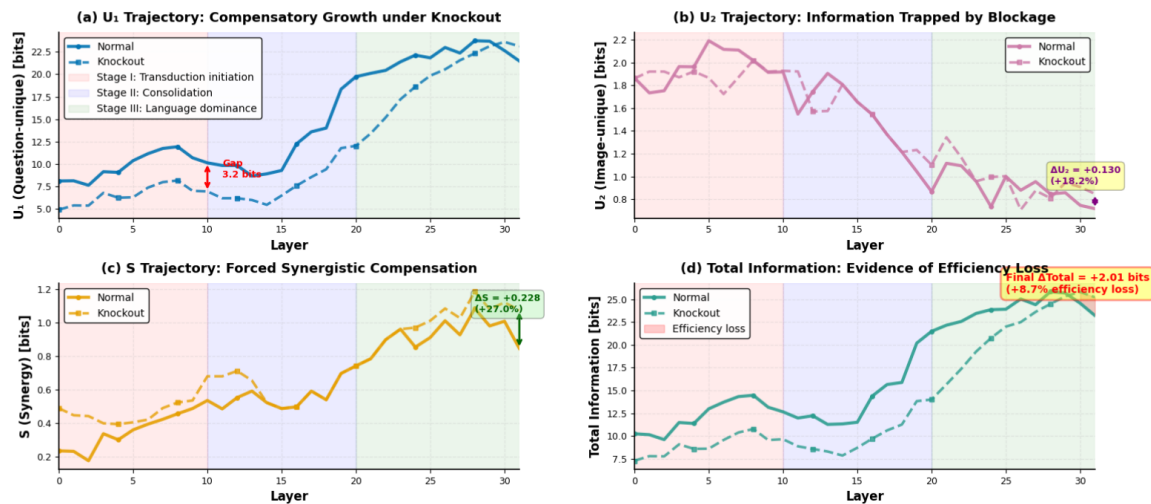 (a) U₁ Trajectory: Compensatory Growth under Knockout
U₁ (Question-unique) [bits]
22.5
20.0
17.5
15.0
12.5
10.0
7.5
5.0
Normal
Knockout
Stage I: Transduction initiation
Stage II: Consolidation
Stage III: Language dominance
Gap
3.2 bits
0 5 10 15 20 25 30
Layer
(b) U₂ Trajectory: Information Trapped by Blockage
U₂ (Image-unique) [bits]
2.2
2.0
1.8
1.6
1.4
1.2
1.0
0.8
Normal
Knockout
ΔU₂ = +0.130
(+18.2%)
0 5 10 15 20 25 30
Layer
(c) S Trajectory: Forced Synergistic Compensation
S (Synergy) [bits]
1.2
1.0
0.8
0.6
0.4
0.2
Normal
Knockout
ΔS = +0.228
(+27.0%)
0 5 10 15 20 25 30
Layer
(d) Total Information: Evidence of Efficiency Loss
Total Information [bits]
25.0
22.5
20.0
17.5
15.0
12.5
10.0
7.5
Normal
Knockout
Efficiency loss
Final ΔTotal = +2.01 bits
(+8.7% efficiency loss)
0 5 10 15 20 25 30
Layer